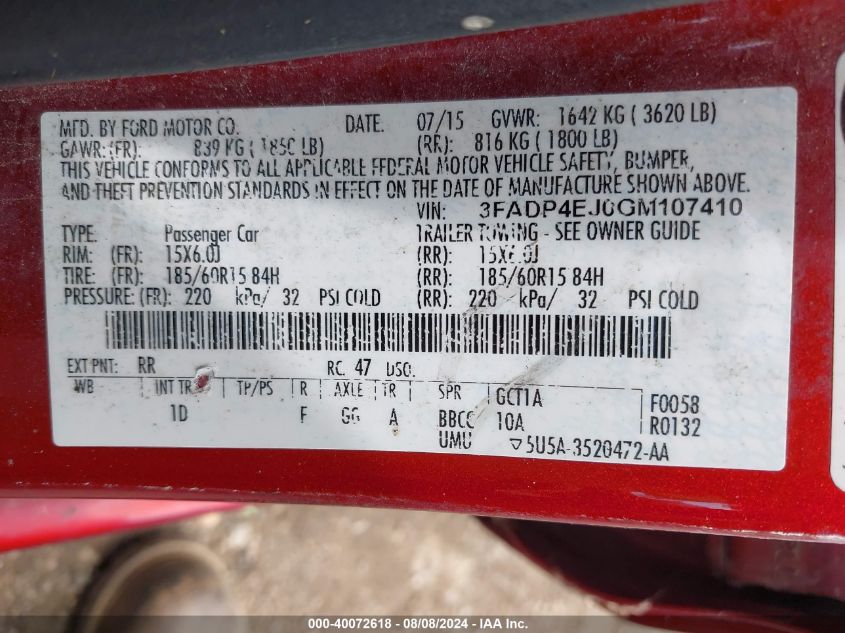 MFD. BY FORD MOTOR CO. DATE. 07/15 GVWR: 1642 KG ( 3620 LB)
GAWR:(FR): 839 KG ( 1850 LB) (RR): 816 KG ( 1800 LB)
THIS VEHICLE CONFORMS TO ALL APPLICABLE FEDERAL MOTOR VEHICLE SAFETY, BUMPER,
AND THEFT PREVENTION STANDARDS IN EFFECT ON THE DATE OF MANUFACTURE SHOWN ABOVE.
VIN: 3FADP4EJ0GM107410
TYPE: Passenger Car TRAILER TOWING - SEE OWNER GUIDE
RIM: (FR): 15X6.0J (RR): 15X6.0J
TIRE: (FR): 185/60R15 84H (RR): 185/60R15 84H
PRESSURE: (FR): 220 kPa/ 32 PSI COLD (RR): 220 kPa/ 32 PSI COLD
EXT PNT: RR RC. 47 DSO.
WB INT TR TP/PS R AXLE TR SPR GCT1A F0058
1D F GG A BBCC 10A R0132
UMU ▽5U5A-3520472-AA
000-40072618 - 08/08/2024 - IAA Inc.